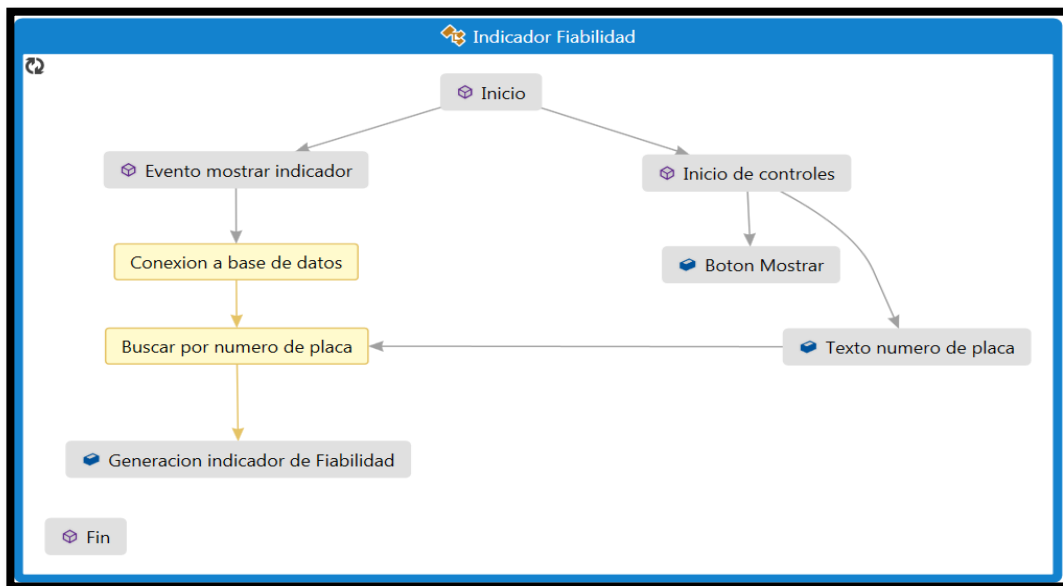 Indicador Fiabilidad
Inicio
Evento mostrar indicador
Inicio de controles
Conexion a base de datos
Boton Mostrar
Buscar por numero de placa
Texto numero de placa
Generacion indicador de Fiabilidad
Fin